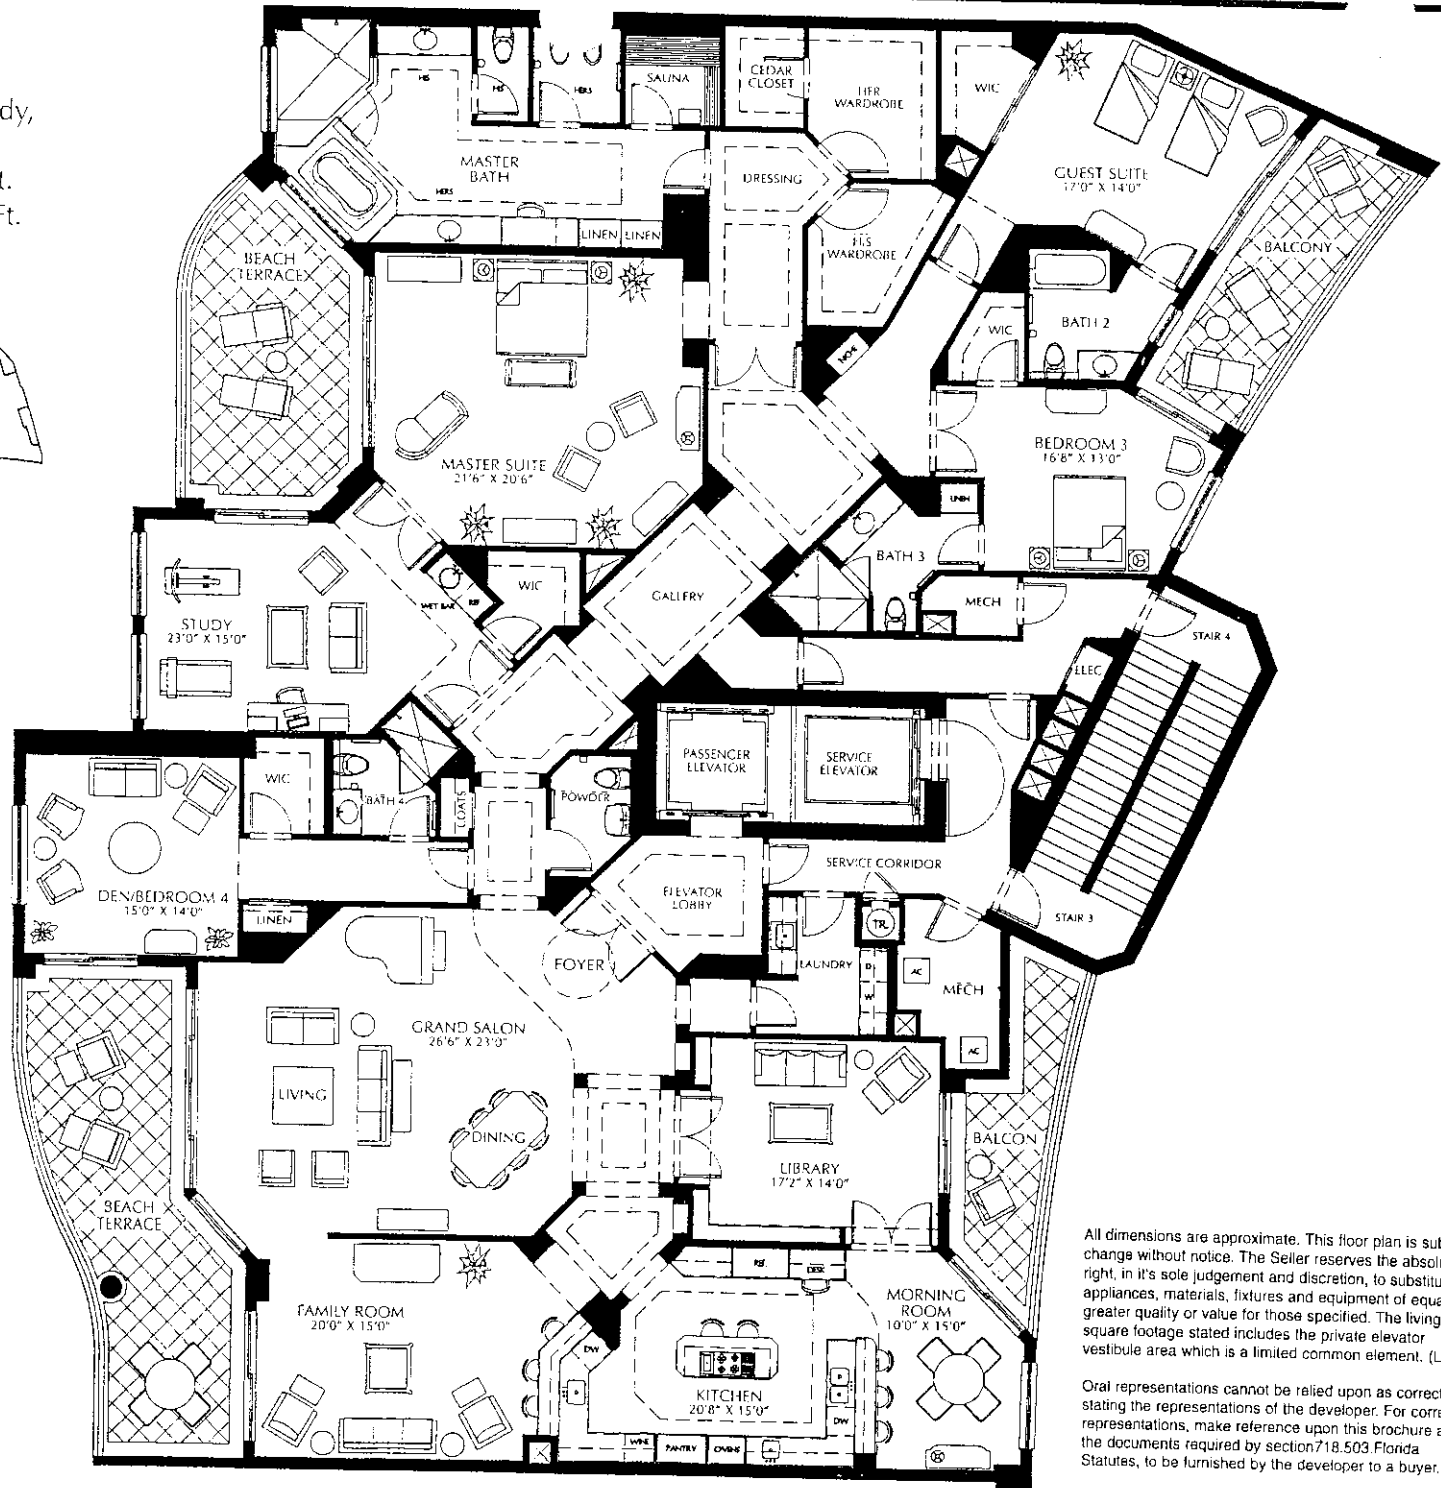 dy,
t.
Ft.
HIS
HIS
HERS
SAUNA
CEDAR
CLOSET
HER
WARDROBE
WIC
MASTER
BATH
HERS
LINEN LINEN
DRESSING
HIS
WARDROBE
GUEST SUITE
17'0" X 14'0"
BALCONY
BEACH
TERRACE
WIC
BATH 2
MASTER SUITE
21'6" X 20'6"
BEDROOM 3
16'8" X 13'0"
LINEN
BATH 3
MECH
GALLERY
WIC
WET BAR
REF
STUDY
23'0" X 15'0"
STAIR 4
ELEC
PASSENGER
ELEVATOR
SERVICE
ELEVATOR
WIC
BATH 4
COATS
POWDER
DEN/BEDROOM 4
15'0" X 14'0"
LINEN
ELEVATOR
LOBBY
SERVICE CORRIDOR
STAIR 3
TR.
FOYER
LAUNDRY
D
W
AC
MECH
AC
GRAND SALON
26'6" X 23'0"
LIVING
DINING
LIBRARY
17'2" X 14'0"
BALCON
BEACH
TERRACE
FAMILY ROOM
20'0" X 15'0"
REF.
DESK
MORNING
ROOM
10'0" X 15'0"
DW
KITCHEN
20'8" X 15'0"
DW
WINE
PANTRY
OVENS
All dimensions are approximate. This floor plan is sub
change without notice. The Seller reserves the absol
right, in it's sole judgement and discretion, to substitu
appliances, materials, fixtures and equipment of equa
greater quality or value for those specified. The living
square footage stated includes the private elevator
vestibule area which is a limited common element. (L
Oral representations cannot be relied upon as correct
stating the representations of the developer. For corre
representations, make reference upon this brochure a
the documents required by section718.503.Florida
Statutes, to be furnished by the developer to a buyer.